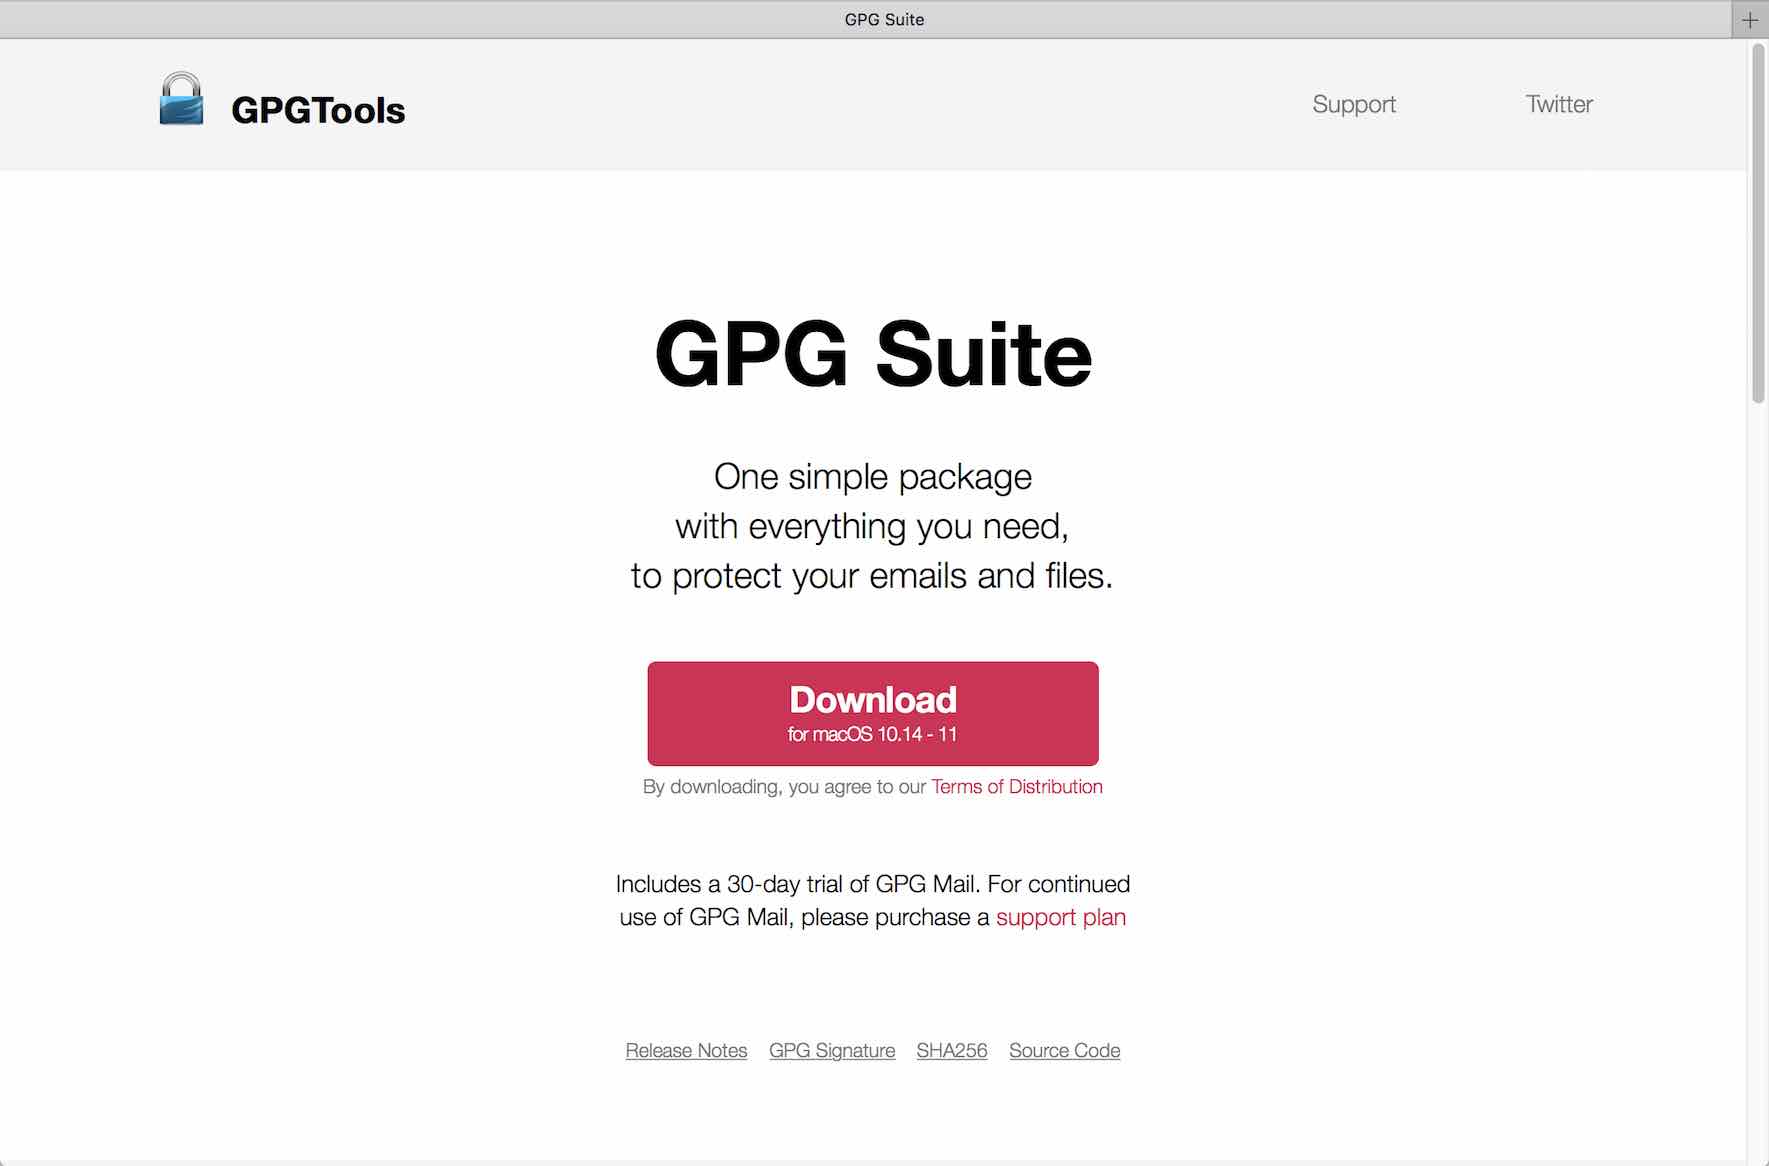 GPG Suite
GPGTools
Support
Twitter
GPG Suite
One simple package
with everything you need,
to protect your emails and files.
Download
for macOS 10.14 - 11
By downloading, you agree to our Terms of Distribution
Includes a 30-day trial of GPG Mail. For continued
use of GPG Mail, please purchase a support plan
Release Notes GPG Signature SHA256 Source Code